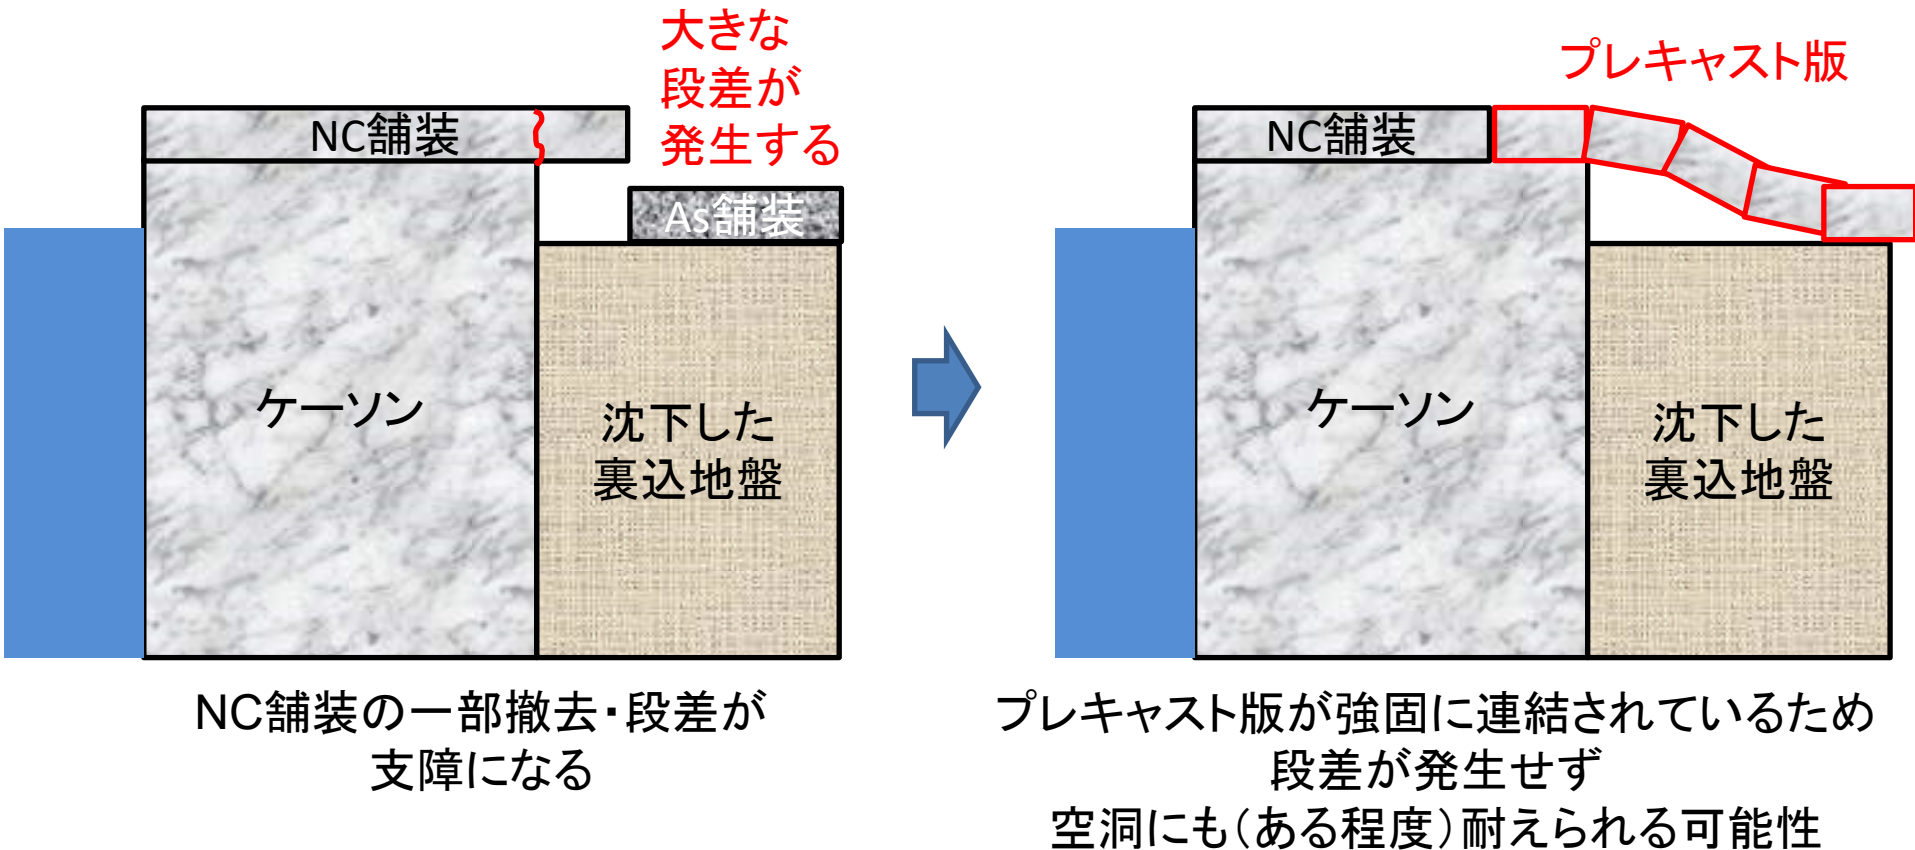 大きな
段差が
発生する
NC舗装
As舗装
ケーソン
沈下した
裏込地盤
NC舗装の一部撤去・段差が
支障になる
プレキャスト版
NC舗装
ケーソン
沈下した
裏込地盤
プレキャスト版が強固に連結されているため
段差が発生せず
空洞にも（ある程度）耐えられる可能性